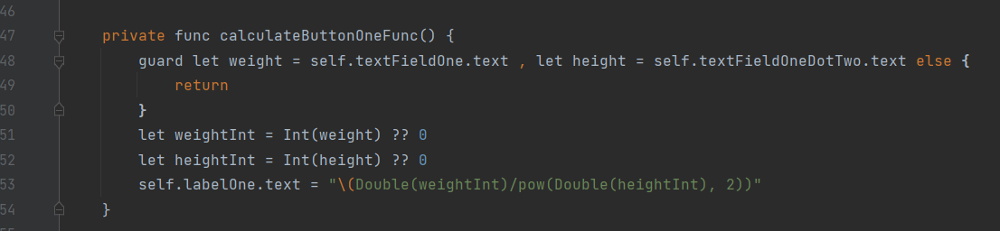 46
47 private func calculateButtonOneFunc() {
48 guard let weight = self.textFieldOne.text , let height = self.textFieldOneDotTwo.text else {
49 return
50 }
51 let weightInt = Int(weight) ?? 0
52 let heightInt = Int(height) ?? 0
53 self.labelOne.text = "\(Double(weightInt)/pow(Double(heightInt), 2))"
54 }